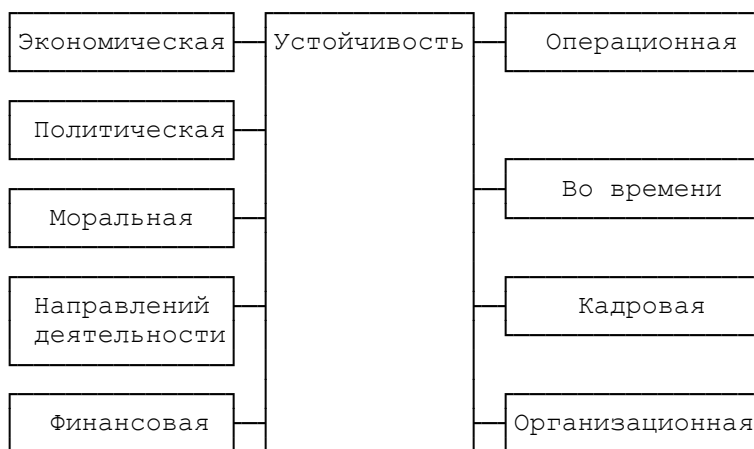 Экономическая
Устойчивость
Операционная
Политическая
Во времени
Моральная
Направлений
деятельности
Кадровая
Финансовая
Организационная